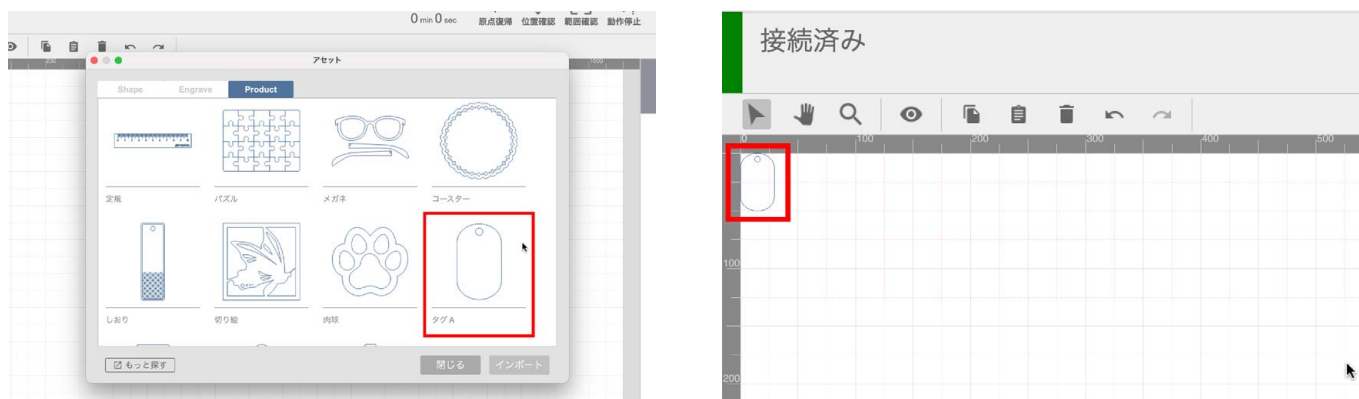 0 min 0 sec
原点復帰 位置確認 範囲確認 動作停止
200
1000
アセット
Shape Engrave Product
定規 パズル メガネ コースター
しおり 切り絵 肉球 タグ A
もっと探す 閉じる インポート
接続済み
0 100 200 300 400 500
100
200